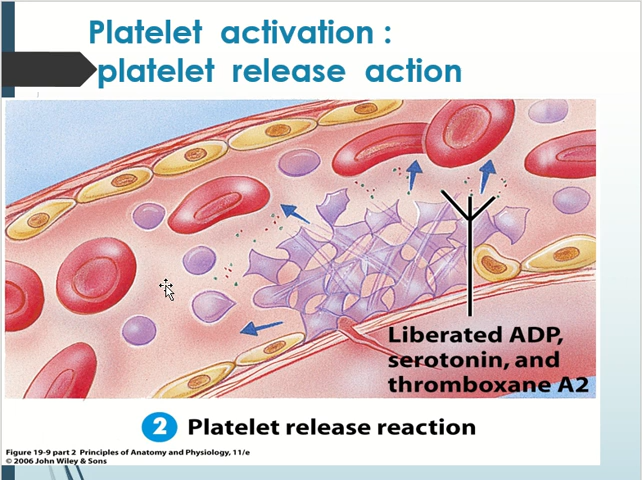 Platelet activation :
platelet release action
Liberated ADP,
serotonin, and
thromboxane A2
2 Platelet release reaction
Figure 19-9 part 2 Principles of Anatomy and Physiology, 11/e
© 2006 John Wiley & Sons